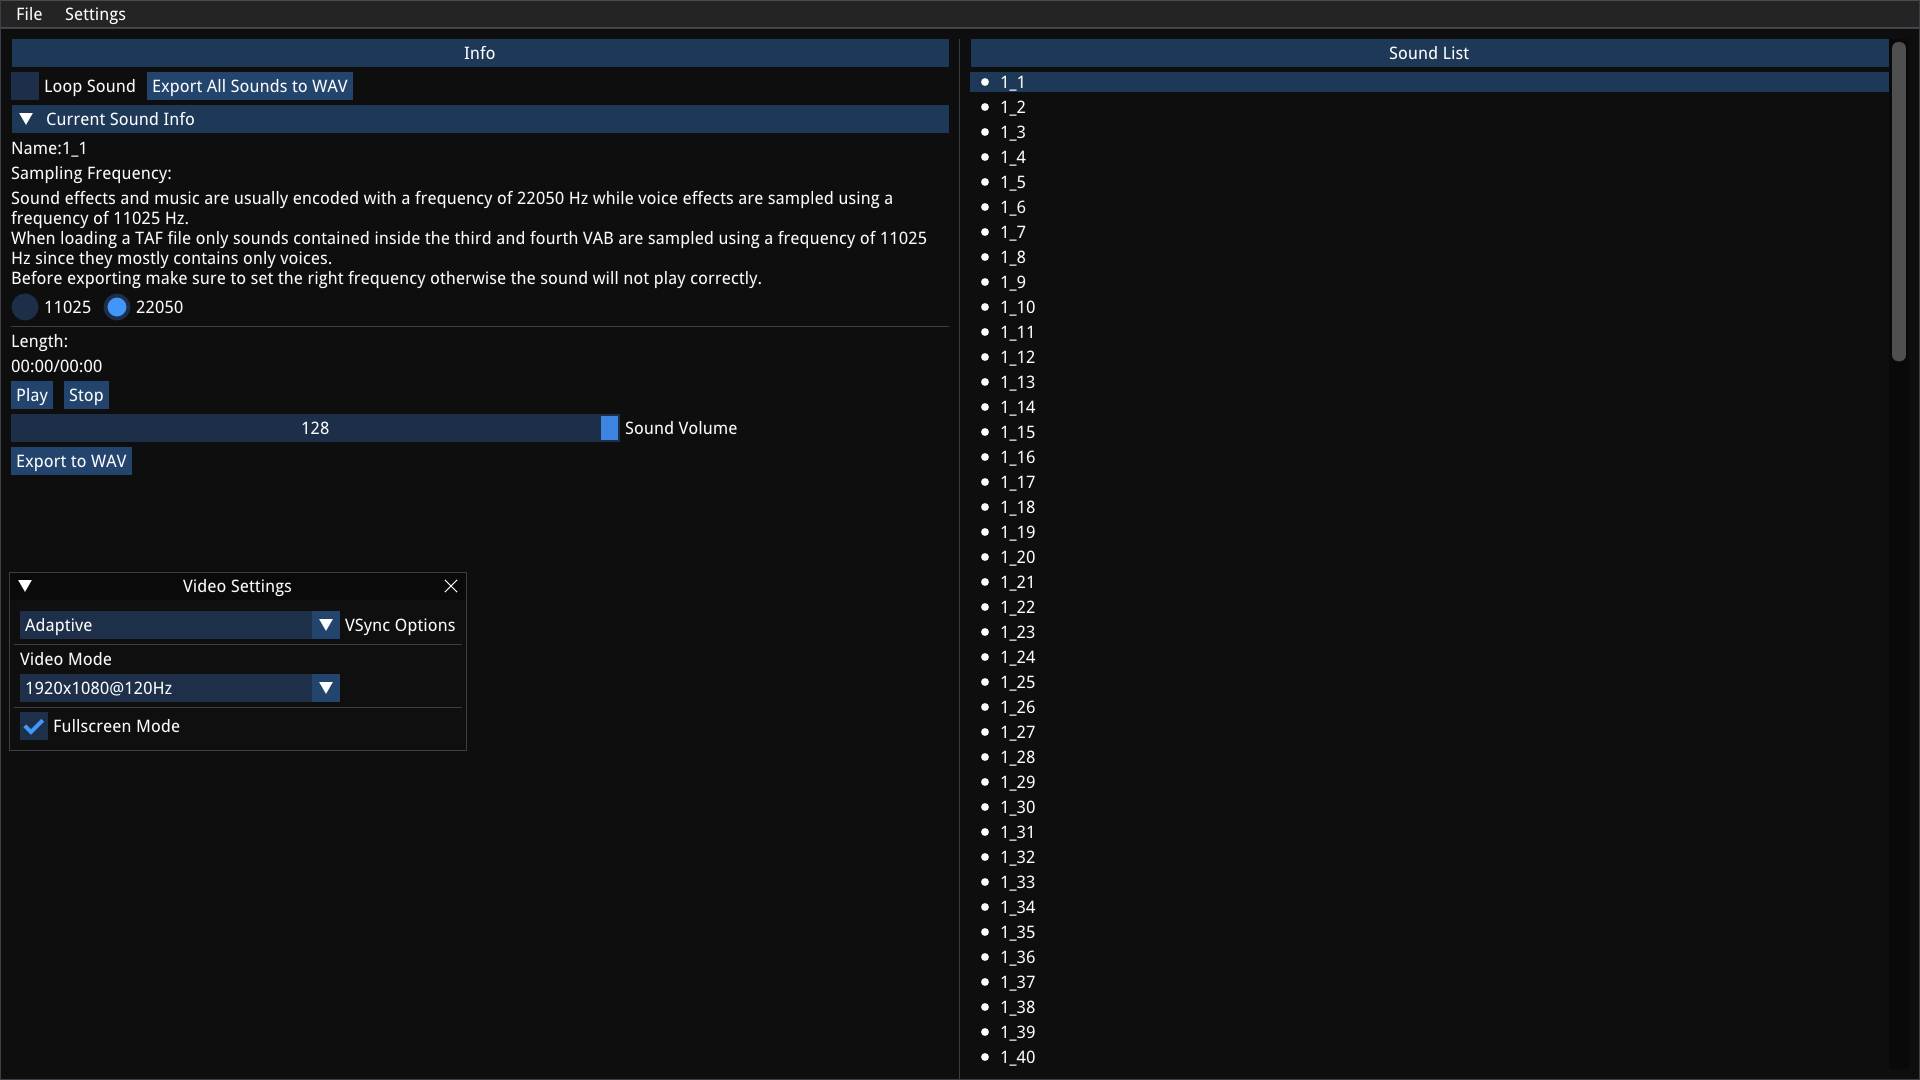 File Settings
Info
Loop Sound Export All Sounds to WAV
Current Sound Info
Name:1_1
Sampling Frequency:
Sound effects and music are usually encoded with a frequency of 22050 Hz while voice effects are sampled using a
frequency of 11025 Hz.
When loading a TAF file only sounds contained inside the third and fourth VAB are sampled using a frequency of 11025
Hz since they mostly contains only voices.
Before exporting make sure to set the right frequency otherwise the sound will not play correctly.
11025 22050
Length:
00:00/00:00
Play Stop
128 Sound Volume
Export to WAV
Video Settings
Adaptive VSync Options
Video Mode
1920x1080@120Hz
Fullscreen Mode
Sound List
1_1
1_2
1_3
1_4
1_5
1_6
1_7
1_8
1_9
1_10
1_11
1_12
1_13
1_14
1_15
1_16
1_17
1_18
1_19
1_20
1_21
1_22
1_23
1_24
1_25
1_26
1_27
1_28
1_29
1_30
1_31
1_32
1_33
1_34
1_35
1_36
1_37
1_38
1_39
1_40